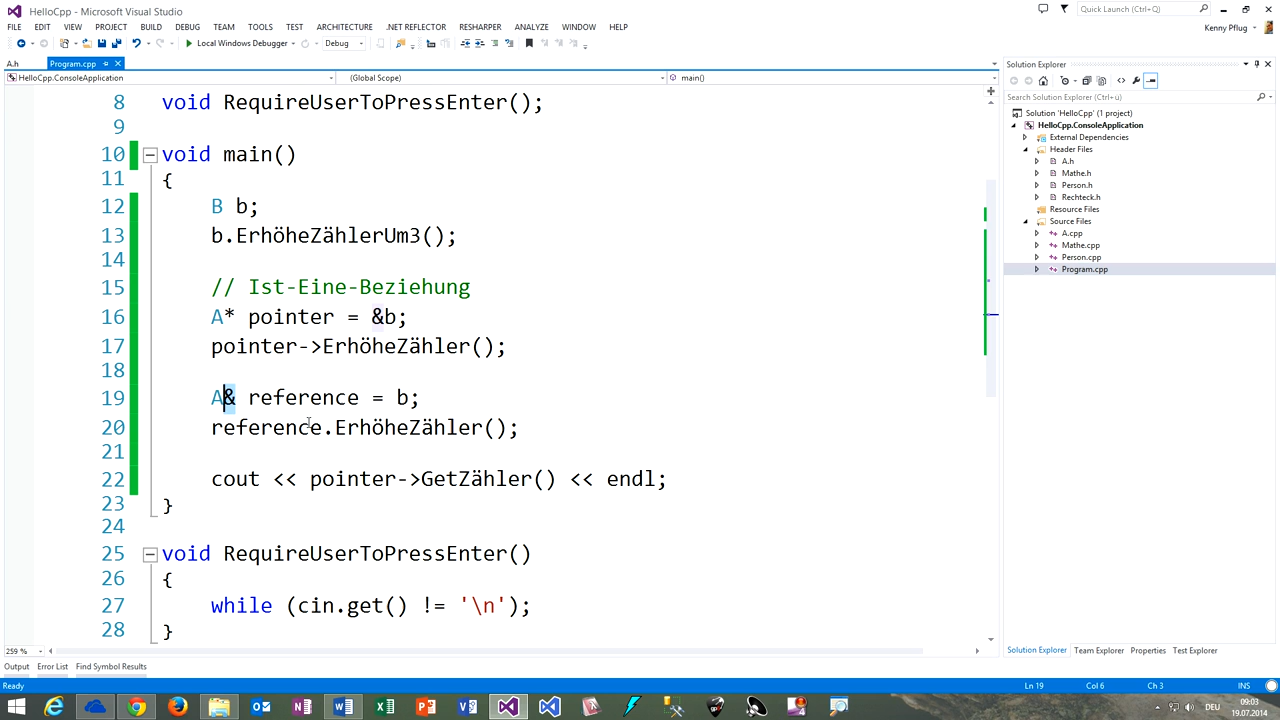 HelloCpp - Microsoft Visual Studio
Quick Launch (Ctrl+ü)
FILE EDIT VIEW PROJECT BUILD DEBUG TEAM TOOLS TEST ARCHITECTURE .NET REFLECTOR RESHARPER ANALYZE WINDOW HELP
Kenny Pflug
Local Windows Debugger
Debug
A.h
Program.cpp
HelloCpp.ConsoleApplication
(Global Scope)
main()
8 void RequireUserToPressEnter();
9
10 void main()
11 {
12 B b;
13 b.ErhöheZählerUm3();
14
15 // Ist-Eine-Beziehung
16 A* pointer = &b;
17 pointer->ErhöheZähler();
18
19 A& reference = b;
20 reference.ErhöheZähler();
21
22 cout << pointer->GetZähler() << endl;
23 }
24
25 void RequireUserToPressEnter()
26 {
27 while (cin.get() != '\n');
28 }
259 %
Solution Explorer
Search Solution Explorer (Ctrl+ü)
Solution 'HelloCpp' (1 project)
HelloCpp.ConsoleApplication
External Dependencies
Header Files
A.h
Mathe.h
Person.h
Rechteck.h
Resource Files
Source Files
A.cpp
Mathe.cpp
Person.cpp
Program.cpp
Solution Explorer Team Explorer Properties Test Explorer
Output Error List Find Symbol Results
Ready
Ln 19 Col 6 Ch 3 INS
DEU
09:03
19.07.2014